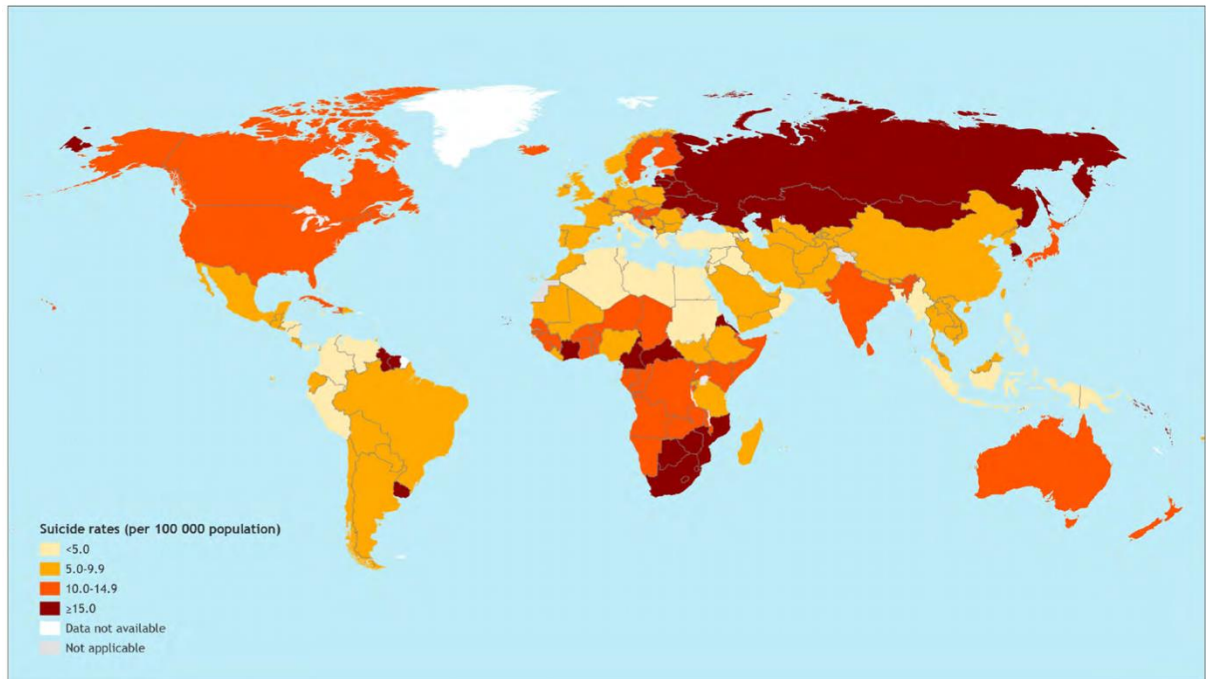 Suicide rates (per 100 000 population)
<5.0
5.0-9.9
10.0-14.9
≥15.0
Data not available
Not applicable